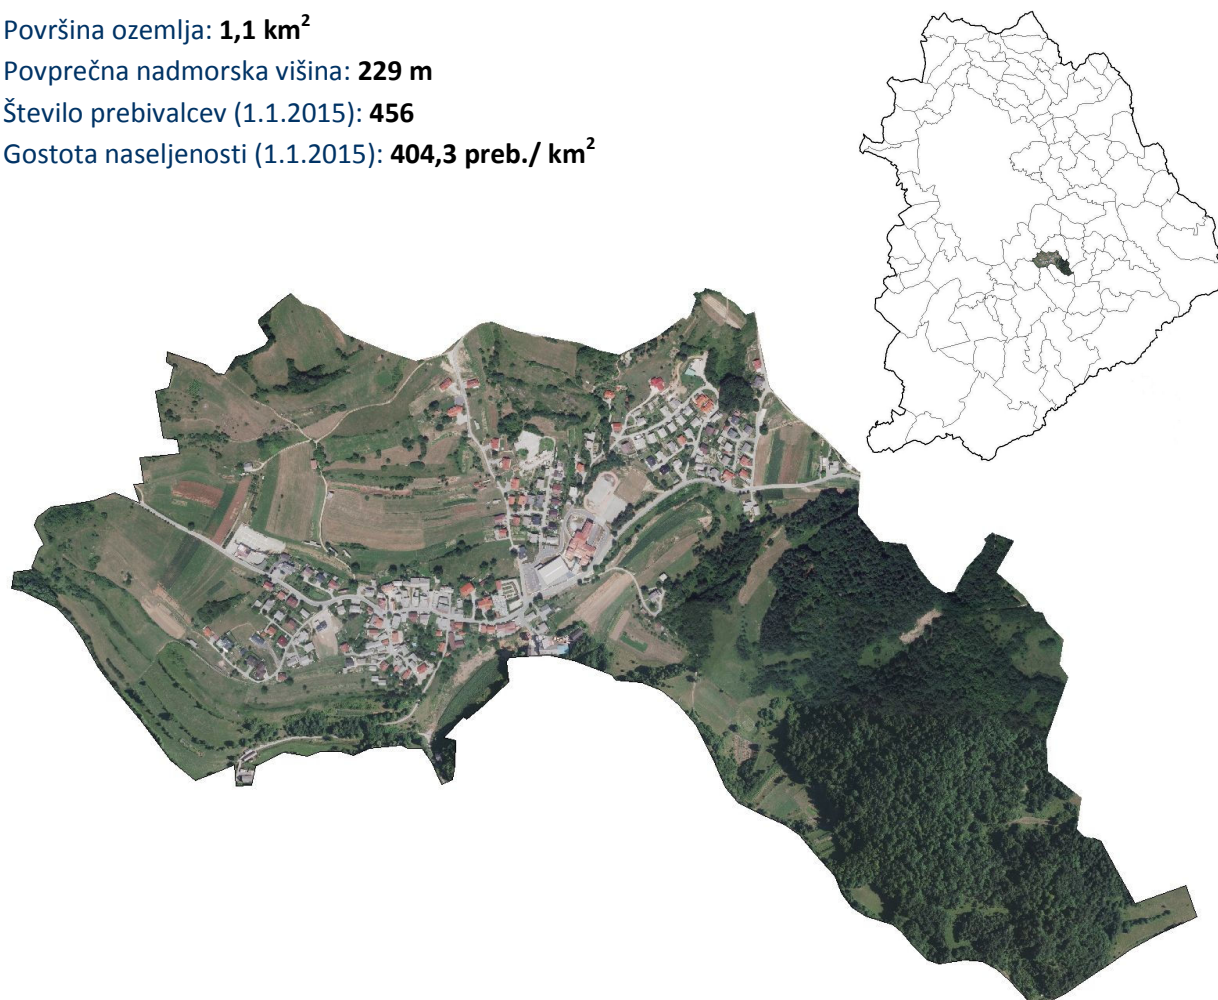 Površina ozemlja: 1,1 km²
Povprečna nadmorska višina: 229 m
Število prebivalcev (1.1.2015): 456
Gostota naseljenosti (1.1.2015): 404,3 preb./ km²